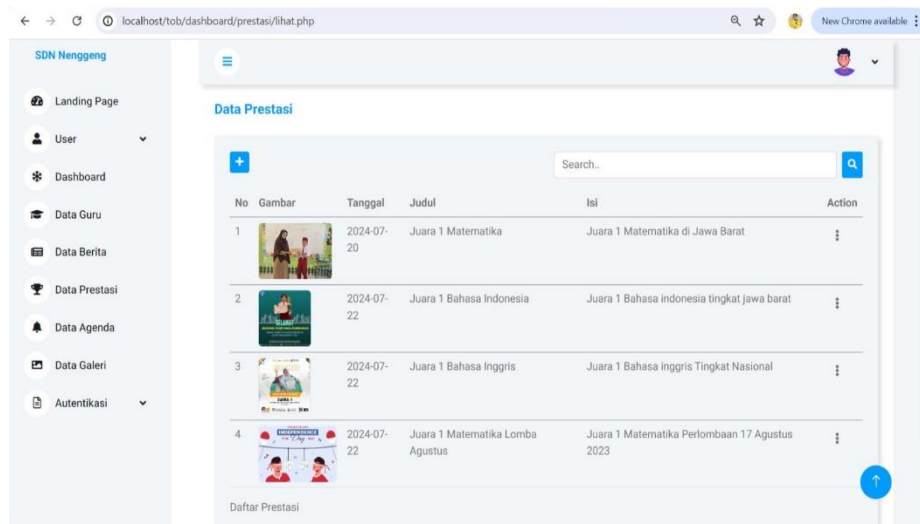 localhost/tob/dashboard/prestasi/lihat.php
New Chrome available
SDN Nenggeng
Landing Page
User
Dashboard
Data Guru
Data Berita
Data Prestasi
Data Agenda
Data Galeri
Autentikasi
Data Prestasi
+
Search..
No Gambar Tanggal Judul Isi Action
1 2024-07-20 Juara 1 Matematika Juara 1 Matematika di Jawa Barat
2 SELAMAT 2024-07-22 Juara 1 Bahasa Indonesia Juara 1 Bahasa indonesia tingkat jawa barat
3 JUARA 1 2024-07-22 Juara 1 Bahasa Inggris Juara 1 Bahasa inggris Tingkat Nasional
4 INDEPENDENCE Day 2024-07-22 Juara 1 Matematika Lomba Agustus Juara 1 Matematika Perlombaan 17 Agustus 2023
Daftar Prestasi